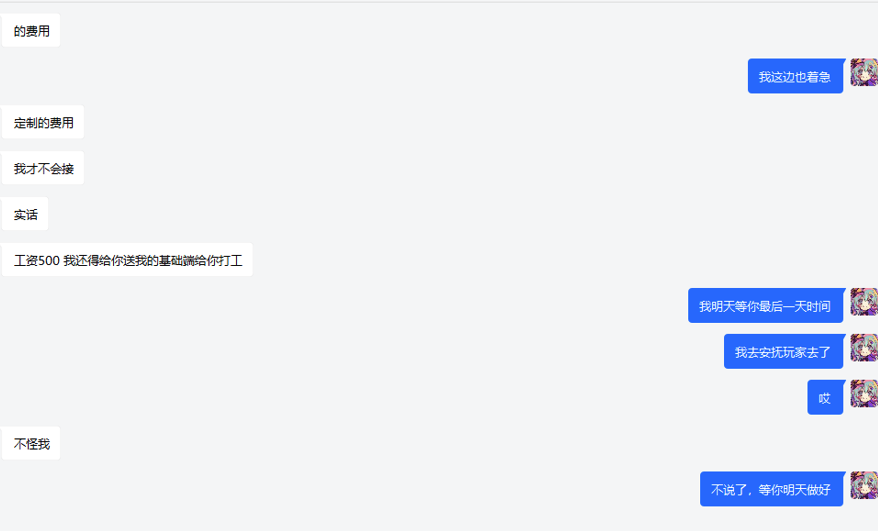 的费用
我这边也着急
定制的费用
我才不会接
实话
工资500 我还得给你送我的基础端给你打工
我明天等你最后一天时间
我去安抚玩家去了
哎
不怪我
不说了，等你明天做好